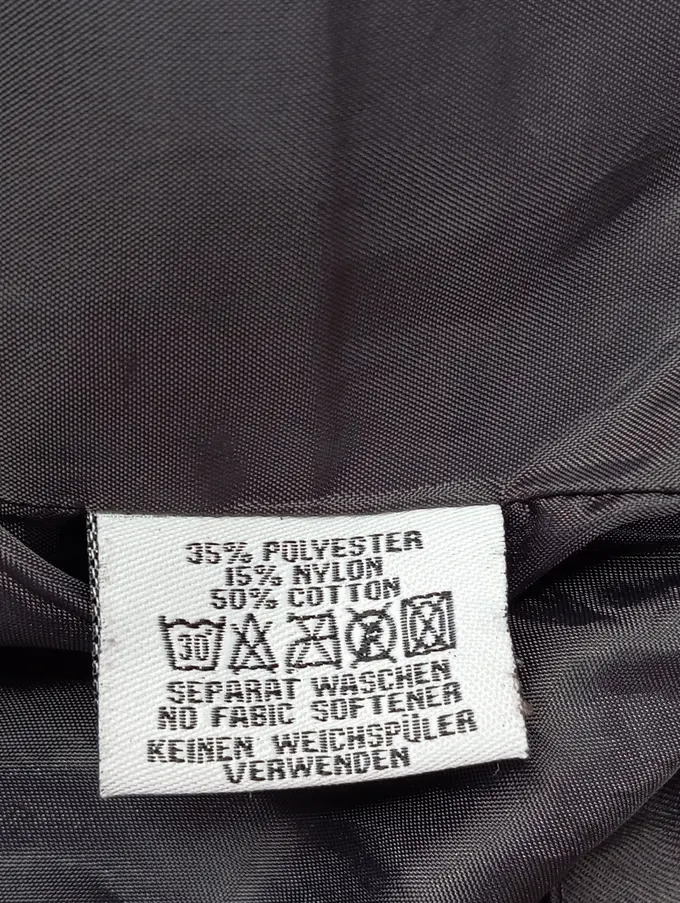 35% POLYESTER
15% NYLON
50% COTTON
30°
SEPARAT WASCHEN
NO FABIC SOFTENER
KEINEN WEICHSPÜLER
VERWENDEN